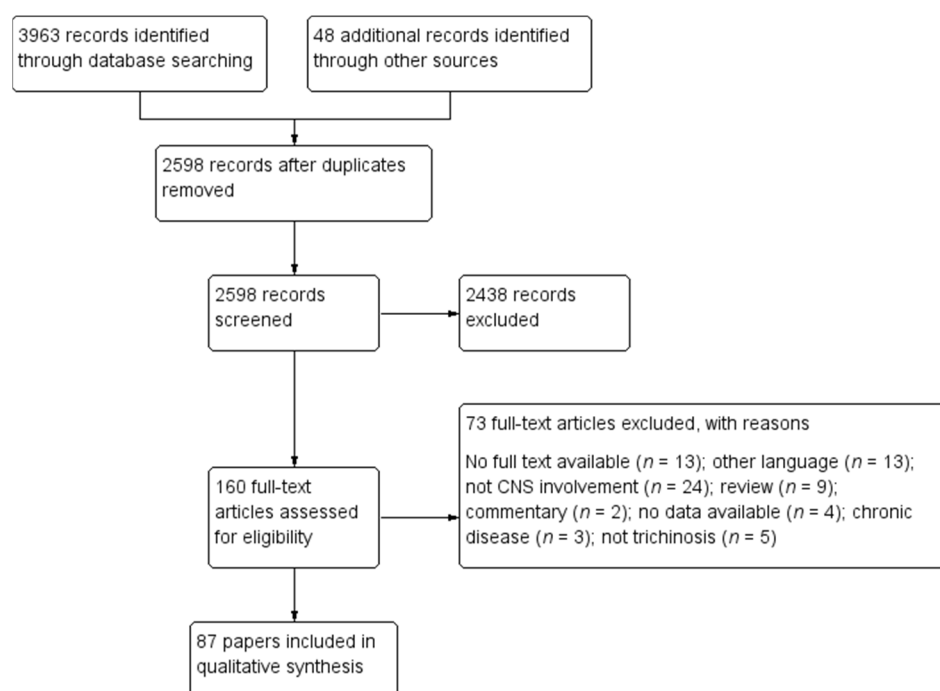 3963 records identified
through database searching
48 additional records identified
through other sources
2598 records after duplicates
removed
2598 records
screened
2438 records
excluded
160 full-text
articles assessed
for eligibility
73 full-text articles excluded, with reasons
No full text available (n = 13); other language (n = 13);
not CNS involvement (n = 24); review (n = 9);
commentary (n = 2); no data available (n = 4); chronic
disease (n = 3); not trichinosis (n = 5)
87 papers included in
qualitative synthesis